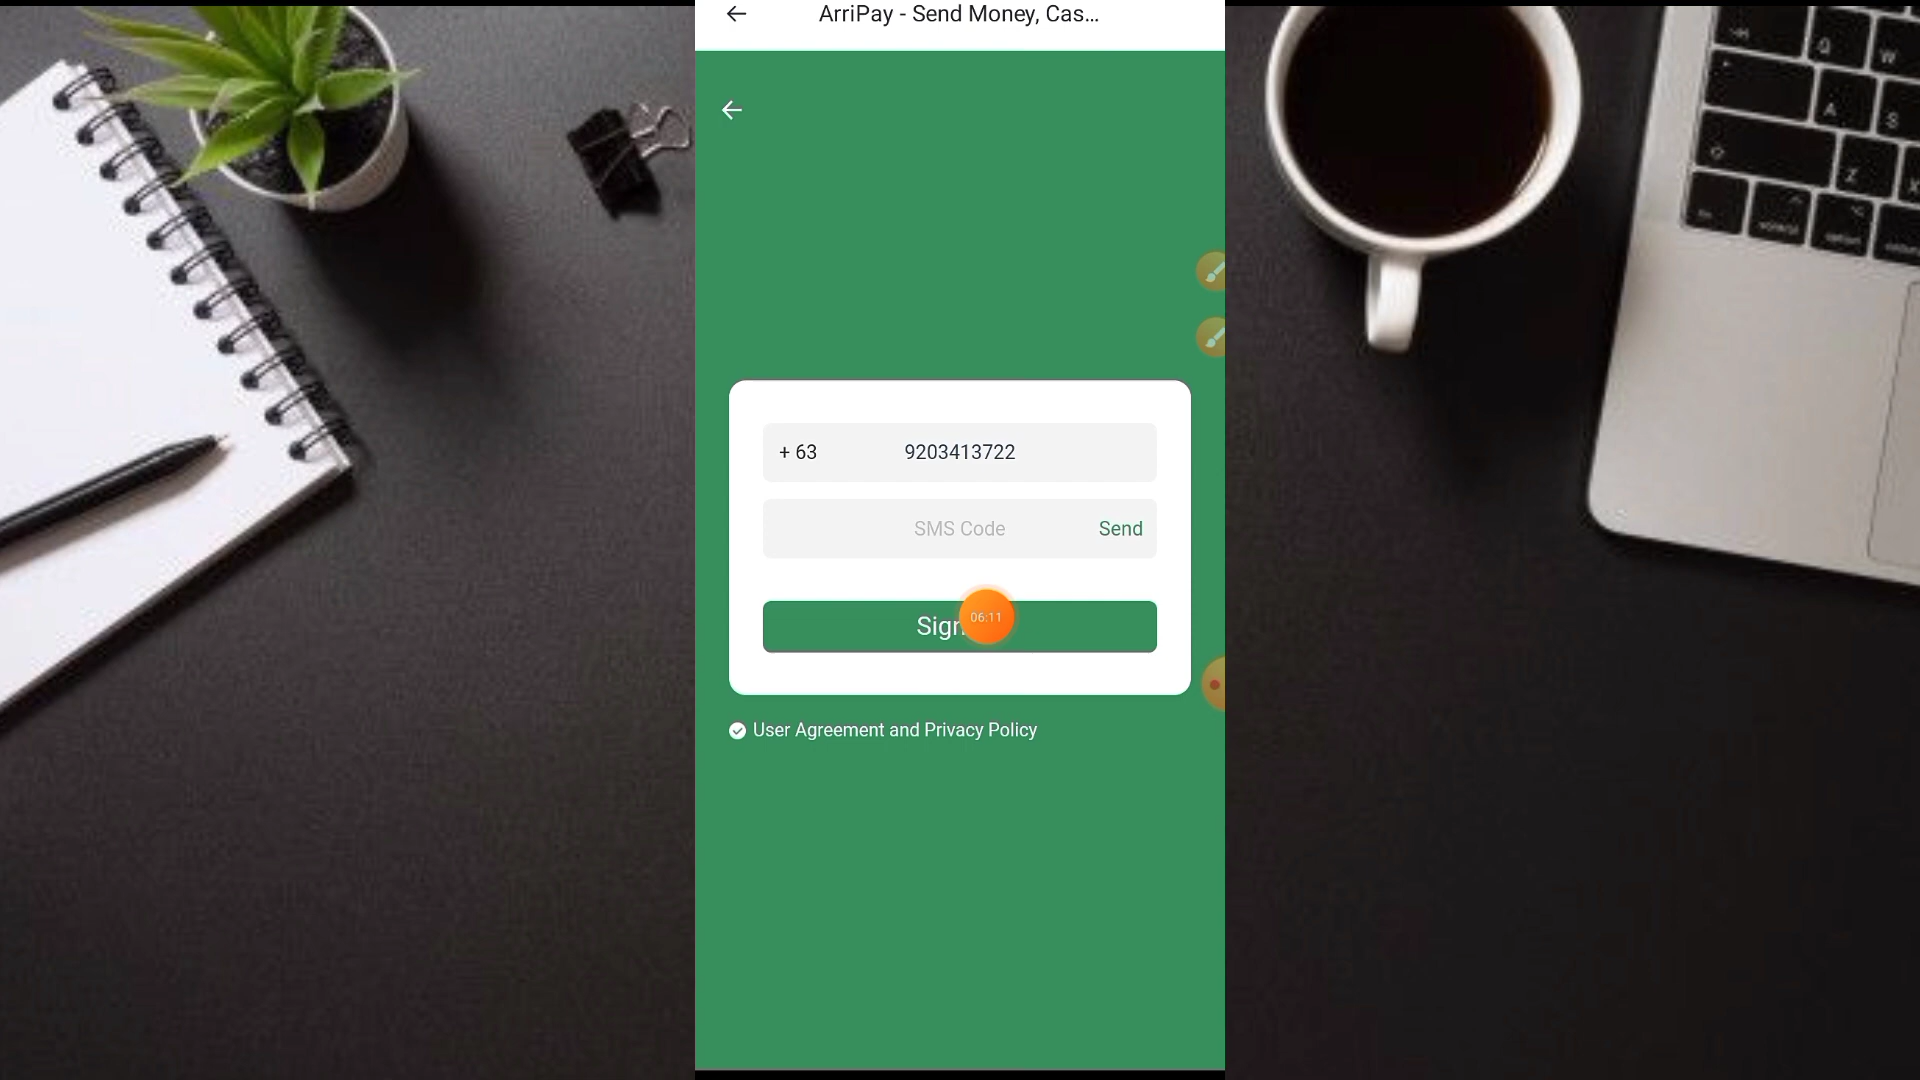 ArriPay - Send Money, Cas...
+ 63 9203413722
SMS Code Send
Sign
06:11
User Agreement and Privacy Policy
Q
W
A
S
Z
X